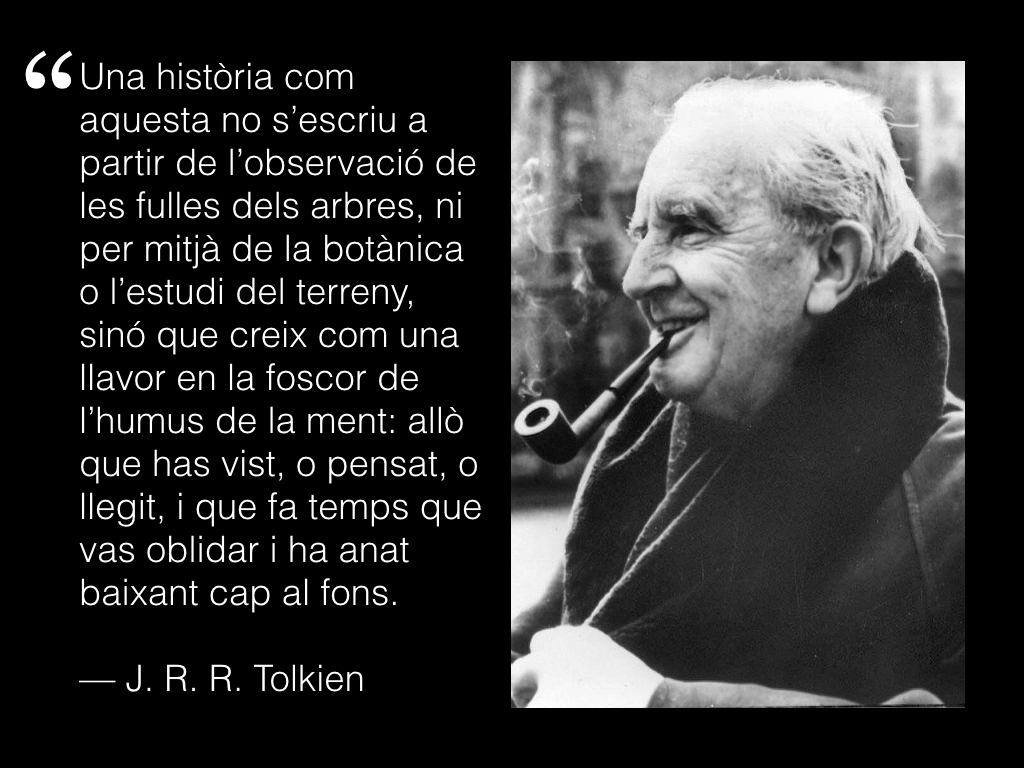 “Una història com
aquesta no s’escriu a
partir de l’observació de
les fulles dels arbres, ni
per mitjà de la botànica
o l’estudi del terreny,
sinó que creix com una
llavor en la foscor de
l’humus de la ment: allò
que has vist, o pensat, o
llegit, i que fa temps que
vas oblidar i ha anat
baixant cap al fons.
— J. R. R. Tolkien